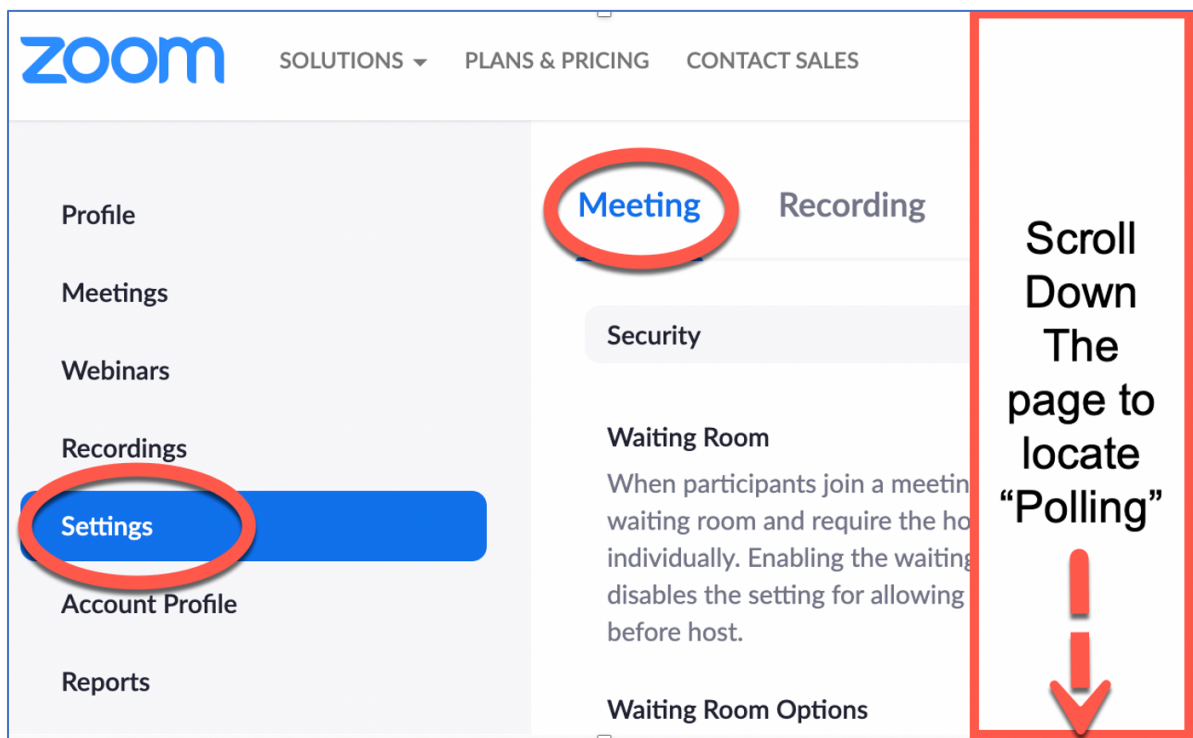 zoom SOLUTIONS PLANS & PRICING CONTACT SALES
Profile
Meetings
Webinars
Recordings
Settings
Account Profile
Reports
Meeting Recording
Security
Waiting Room
When participants join a meetin
waiting room and require the ho
individually. Enabling the waiting
disables the setting for allowing
before host.
Waiting Room Options
Scroll
Down
The
page to
locate
“Polling”